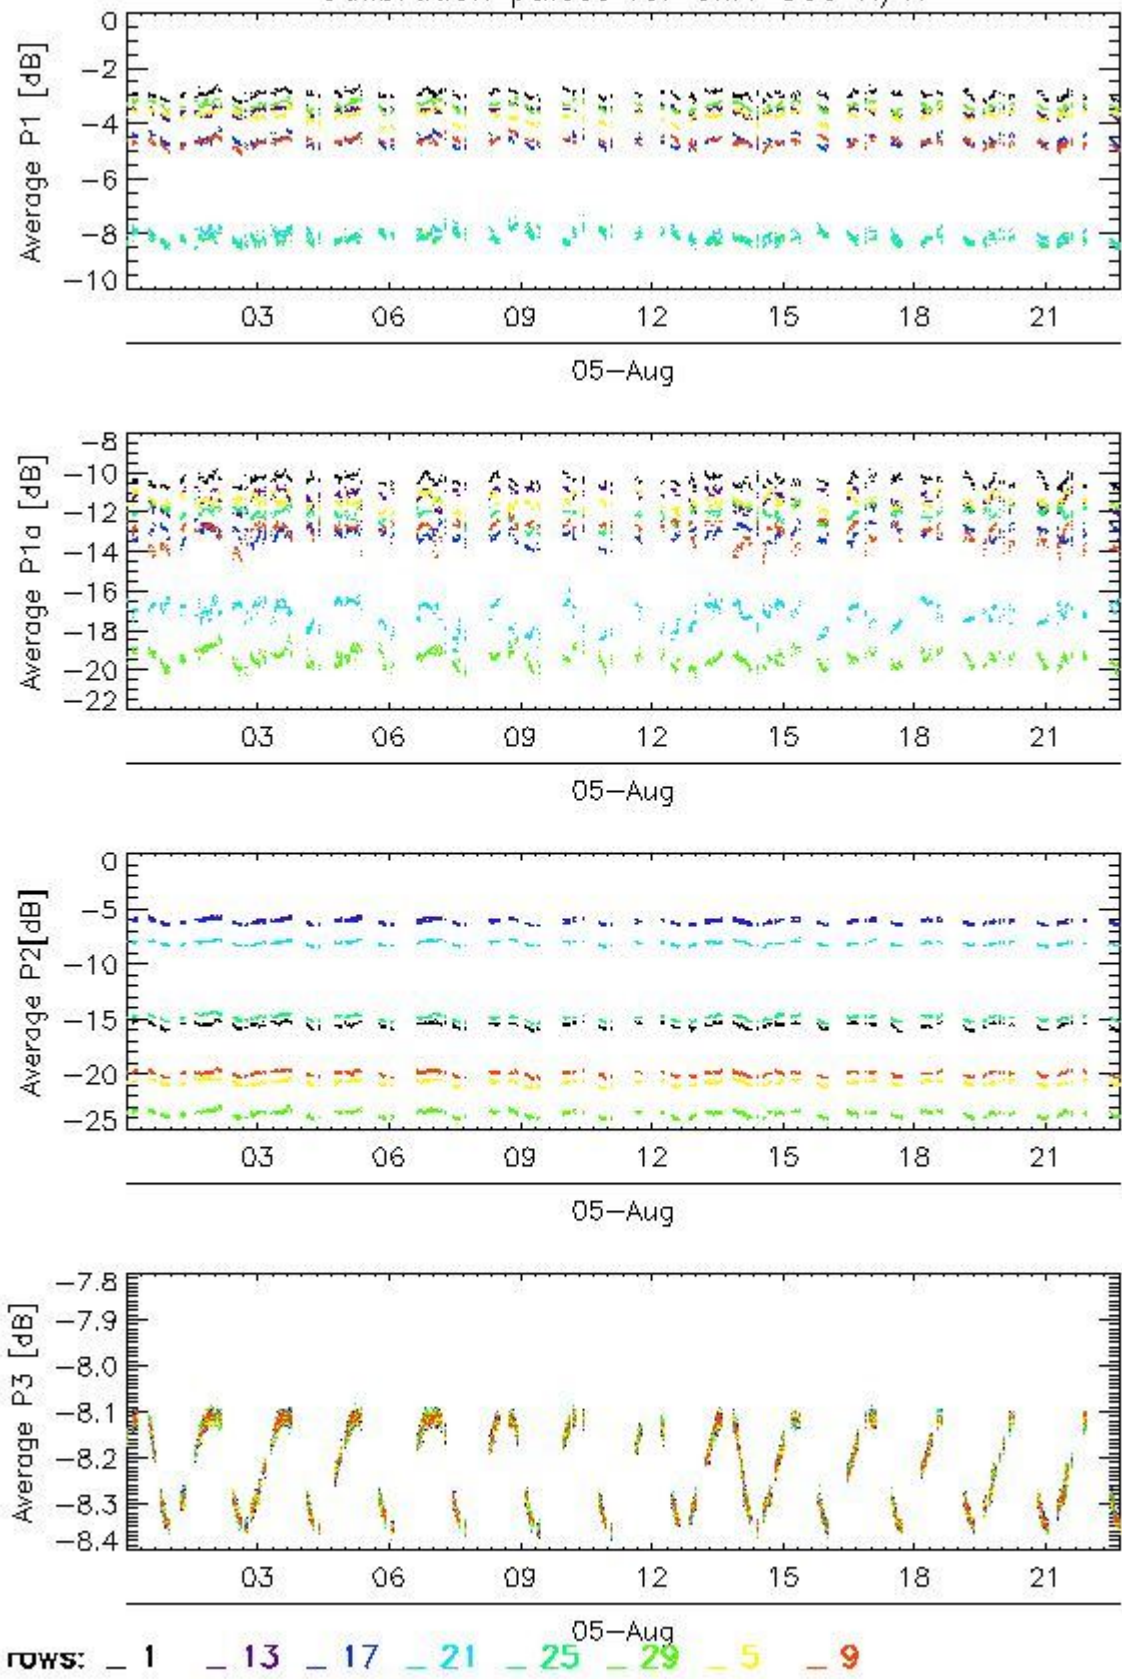 0
-2
-4
-6
-8
-10
Average P1 [dB]
03 06 09 12 15 18 21
05-Aug
-8
-10
-12
-14
-16
-18
-20
-22
Average P1a [dB]
03 06 09 12 15 18 21
05-Aug
0
-5
-10
-15
-20
-25
Average P2[dB]
03 06 09 12 15 18 21
05-Aug
-7.8
-7.9
-8.0
-8.1
-8.2
-8.3
-8.4
Average P3 [dB]
03 06 09 12 15 18 21
05-Aug
rows: _ 1 _ 13 _ 17 _ 21 _ 25 _ 29 _ 5 _ 9